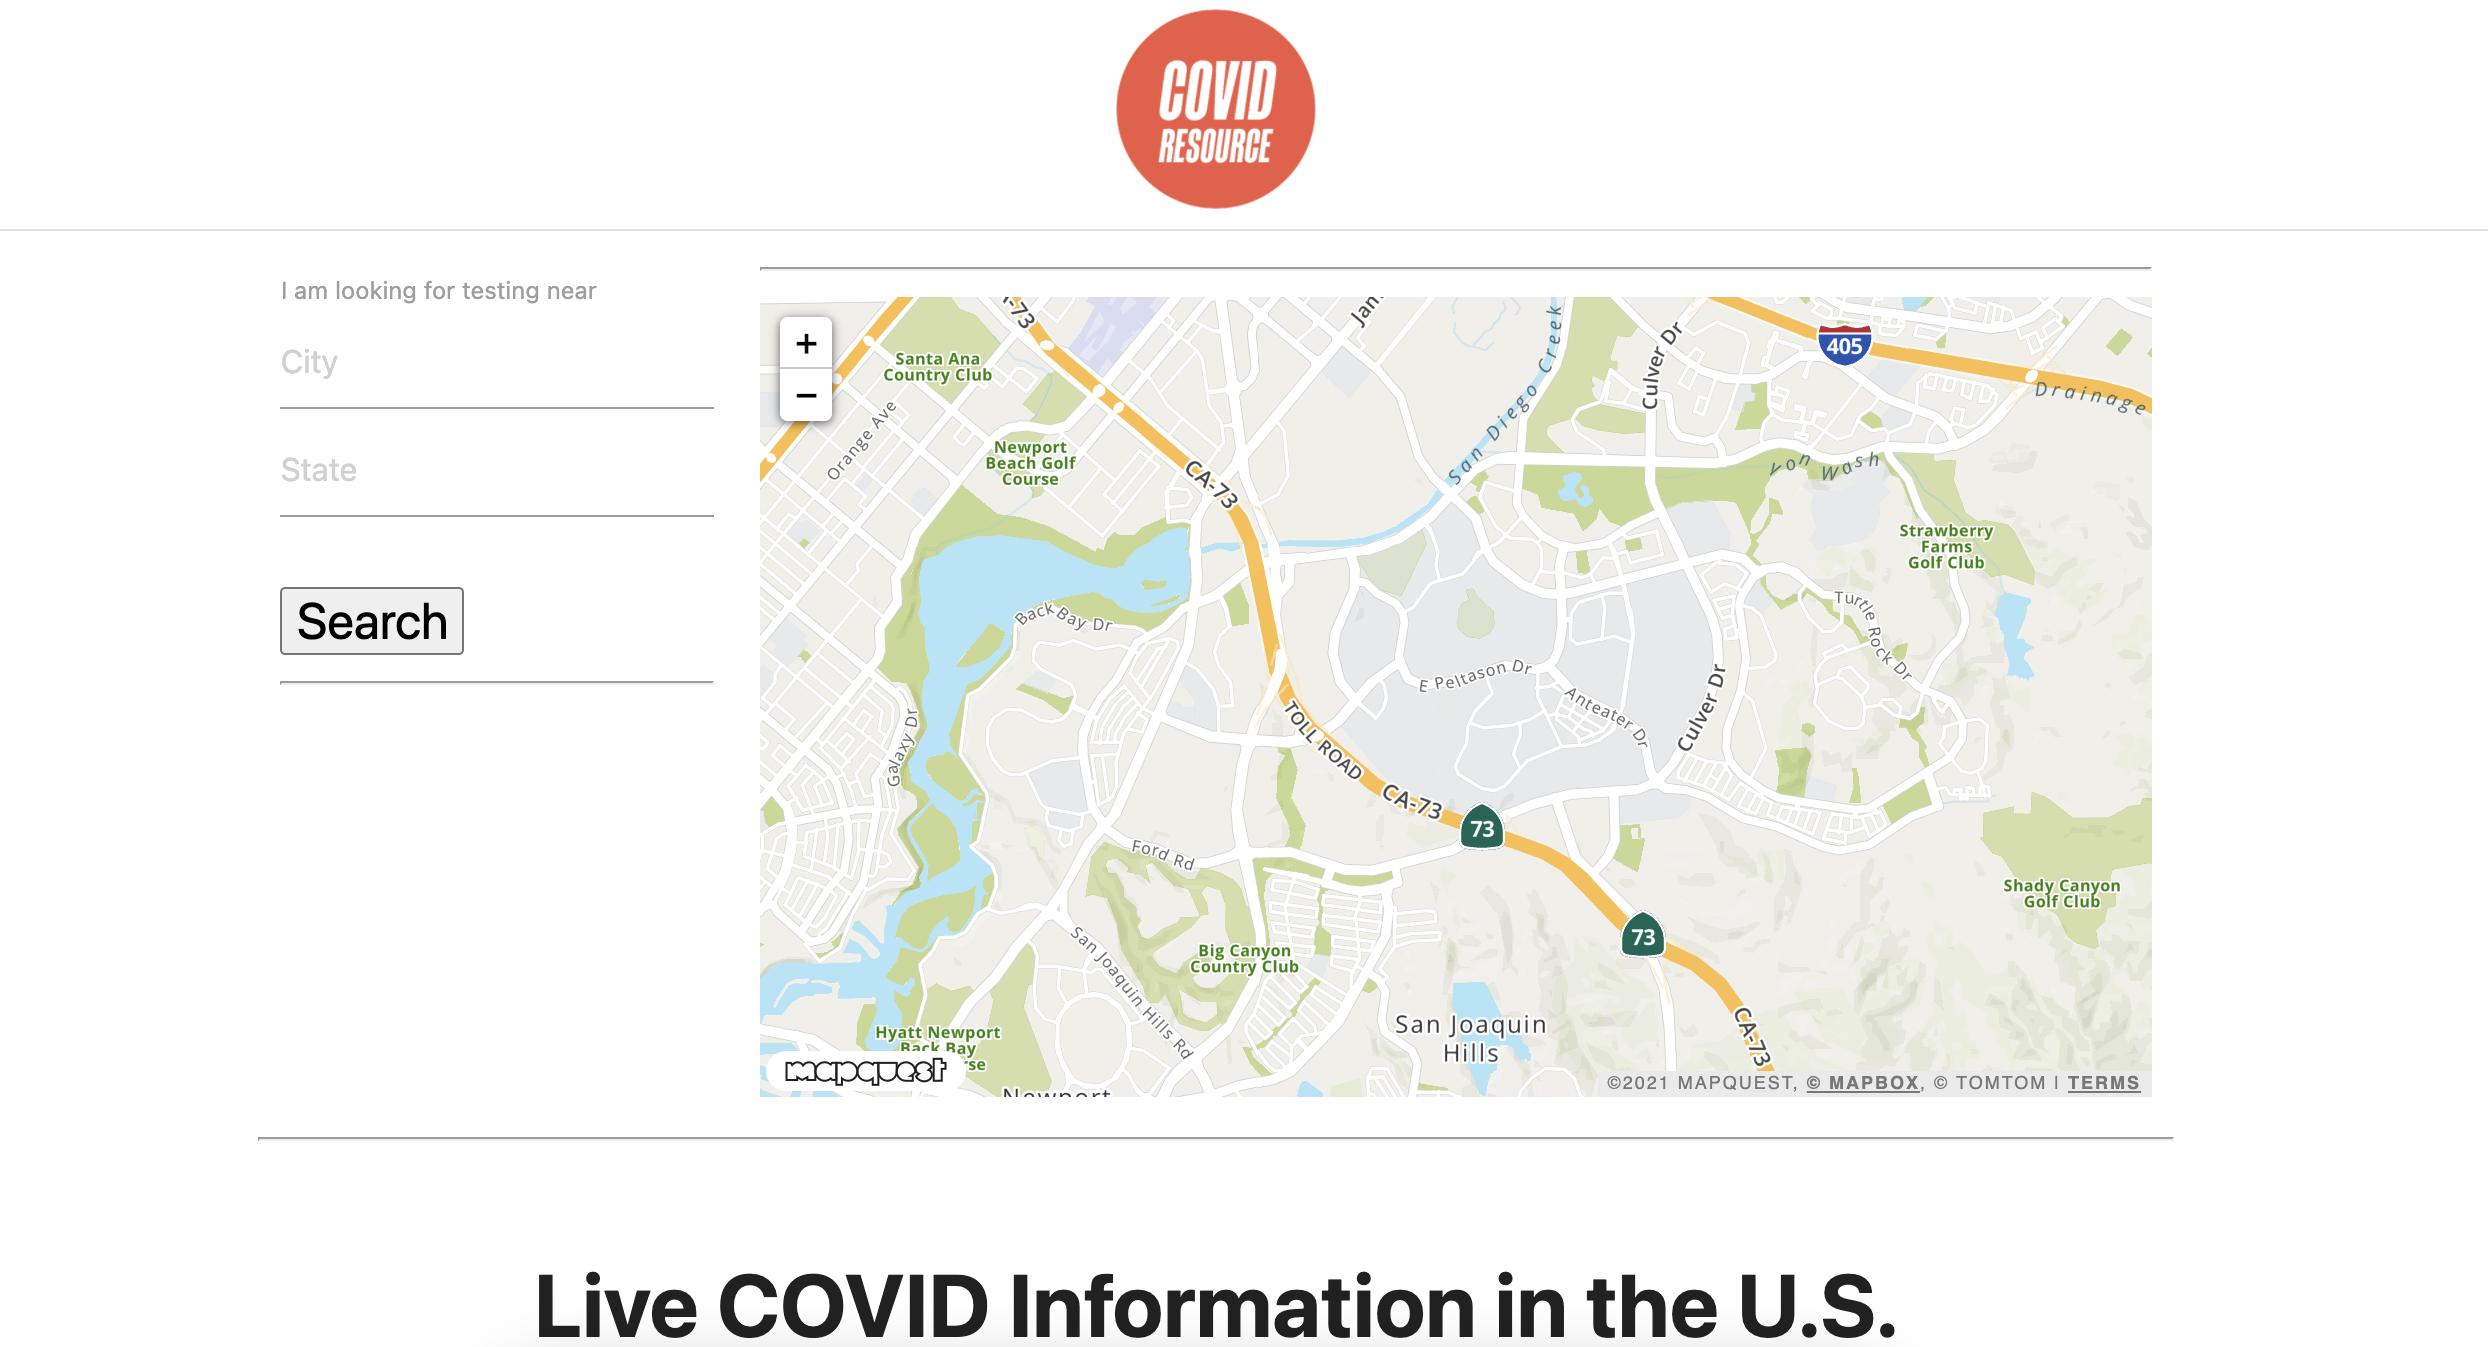 COVID
RESOURCE
I am looking for testing near
City
State
Search
+
−
CA-73
Santa Ana
Country Club
Orange Ave
Newport
Beach Golf
Course
CA-73
San Diego Creek
Culver Dr
405
Drainage
Wash
Strawberry
Farms
Golf Club
Back Bay Dr
Turtle Rock Dr
E Peltason Dr
Anteater Dr
Culver Dr
Galaxy Dr
TOLL ROAD
CA-73
73
Ford Rd
Shady Canyon
Golf Club
73
San Joaquin Hills Rd
Big Canyon
Country Club
San Joaquin
Hills
CA-73
Hyatt Newport
Back Bay
mapquest
Newport
©2021 MAPQUEST, © MAPBOX, © TOMTOM | TERMS
Live COVID Information in the U.S.